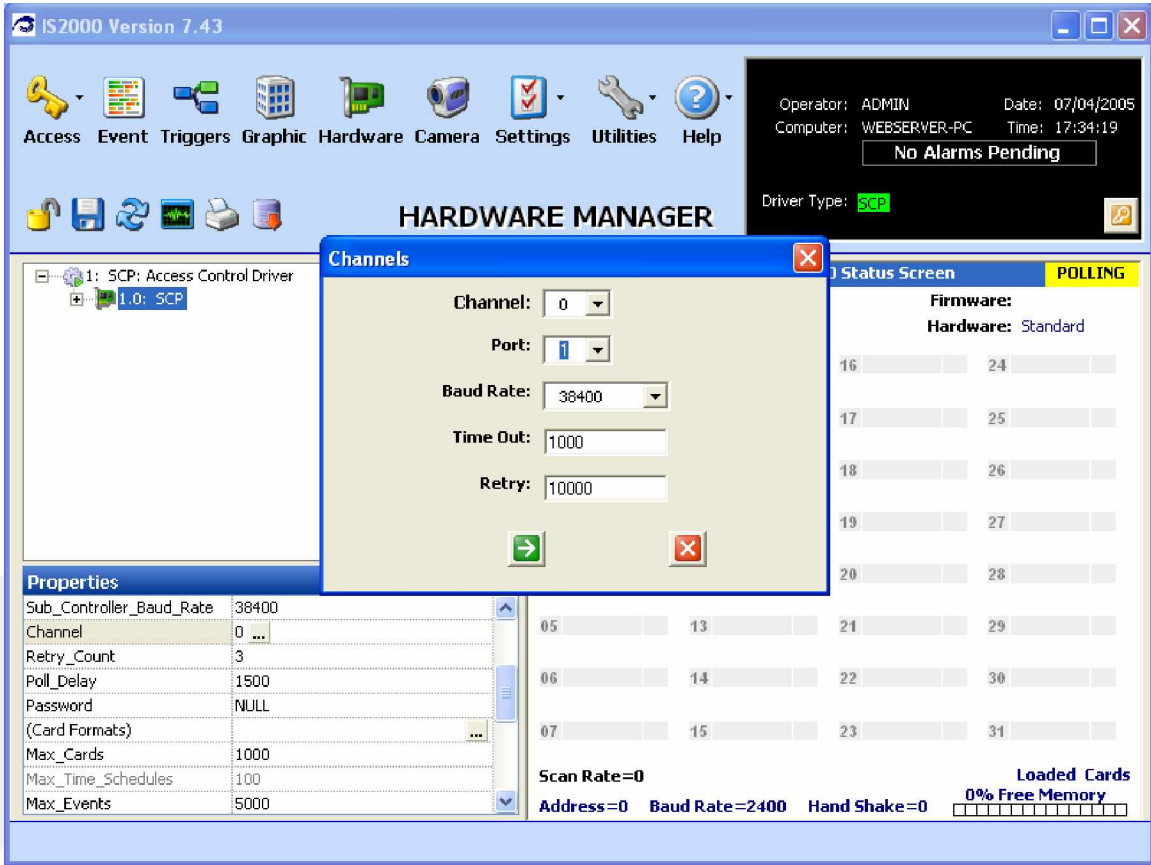 IS2000 Version 7.43
Access Event Triggers Graphic Hardware Camera Settings Utilities Help
Operator: ADMIN Date: 07/04/2005
Computer: WEBSERVER-PC Time: 17:34:19
No Alarms Pending
Driver Type: SCP
HARDWARE MANAGER
1: SCP: Access Control Driver
1.0: SCP
Channels
Channel: 0
Port: 1
Baud Rate: 38400
Time Out: 1000
Retry: 10000
0 Status Screen POLLING
Firmware:
Hardware: Standard
16 24
17 25
18 26
19 27
20 28
05 13 21 29
06 14 22 30
07 15 23 31
Scan Rate=0 Loaded Cards
0% Free Memory
Address=0 Baud Rate=2400 Hand Shake=0
Properties
Sub_Controller_Baud_Rate 38400
Channel 0 ...
Retry_Count 3
Poll_Delay 1500
Password NULL
(Card Formats) ...
Max_Cards 1000
Max_Time_Schedules 100
Max_Events 5000